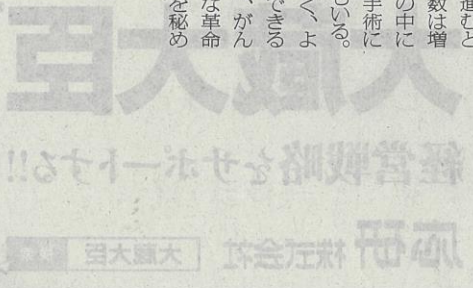 進むと
数は増
の中に
手術に
もいる。
く、よ
できる
、がん
な革命
を秘め
大蔵大臣
経営戦略をサポートする!!
応研 株式会社 大蔵大臣